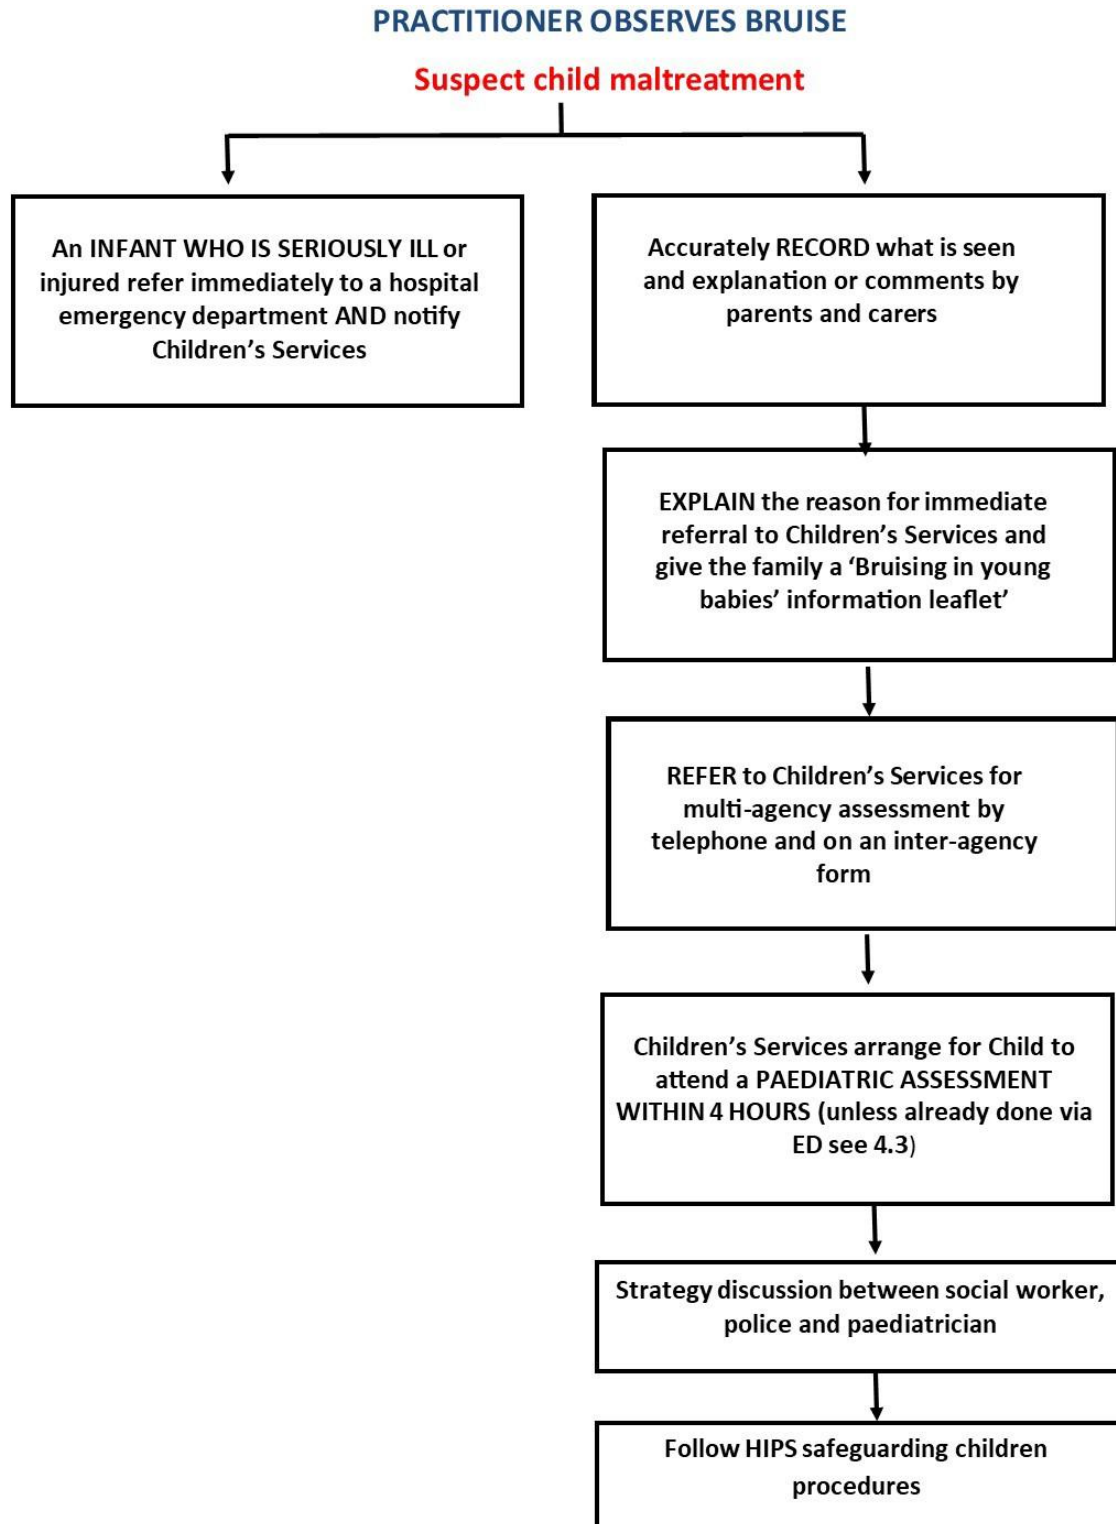 PRACTITIONER OBSERVES BRUISE
Suspect child maltreatment
An INFANT WHO IS SERIOUSLY ILL or
injured refer immediately to a hospital
emergency department AND notify
Children’s Services
Accurately RECORD what is seen
and explanation or comments by
parents and carers
EXPLAIN the reason for immediate
referral to Children’s Services and
give the family a ‘Bruising in young
babies’ information leaflet’
REFER to Children’s Services for
multi-agency assessment by
telephone and on an inter-agency
form
Children’s Services arrange for Child to
attend a PAEDIATRIC ASSESSMENT
WITHIN 4 HOURS (unless already done via
ED see 4.3)
Strategy discussion between social worker,
police and paediatrician
Follow HIPS safeguarding children
procedures